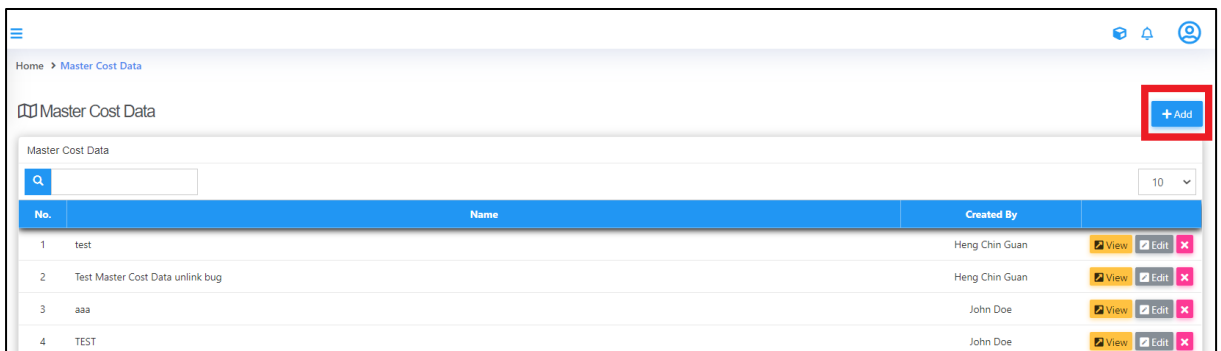 Home > Master Cost Data
Master Cost Data
+ Add
Master Cost Data
10
No. Name Created By
1 test Heng Chin Guan View Edit
2 Test Master Cost Data unlink bug Heng Chin Guan View Edit
3 aaa John Doe View Edit
4 TEST John Doe View Edit